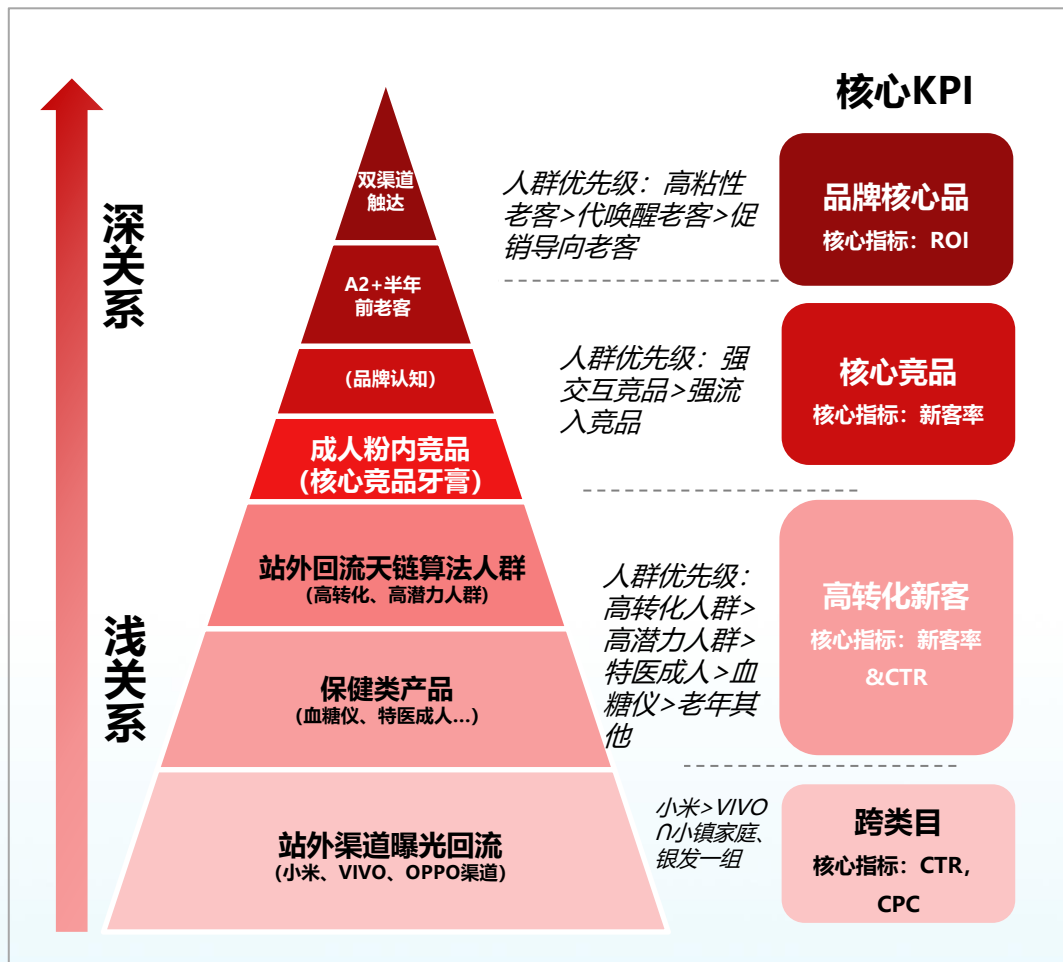 核心KPI
深关系
浅关系
双渠道
触达
A2+半年
前老客
(品牌认知)
成人粉内竞品
(核心竞品牙膏)
站外回流天链算法人群
(高转化、高潜力人群)
保健类产品
(血糖仪、特医成人...)
站外渠道曝光回流
(小米、VIVO、OPPO渠道)
人群优先级：高粘性
老客>代唤醒老客>促
销导向老客
人群优先级：强
交互竞品>强流
入竞品
人群优先级：
高转化人群>
高潜力人群>
特医成人>血
糖仪>老年其
他
小米>VIVO
∩小镇家庭、
银发一组
品牌核心品
核心指标：ROI
核心竞品
核心指标：新客率
高转化新客
核心指标：新客率
&CTR
跨类目
核心指标：CTR，
CPC